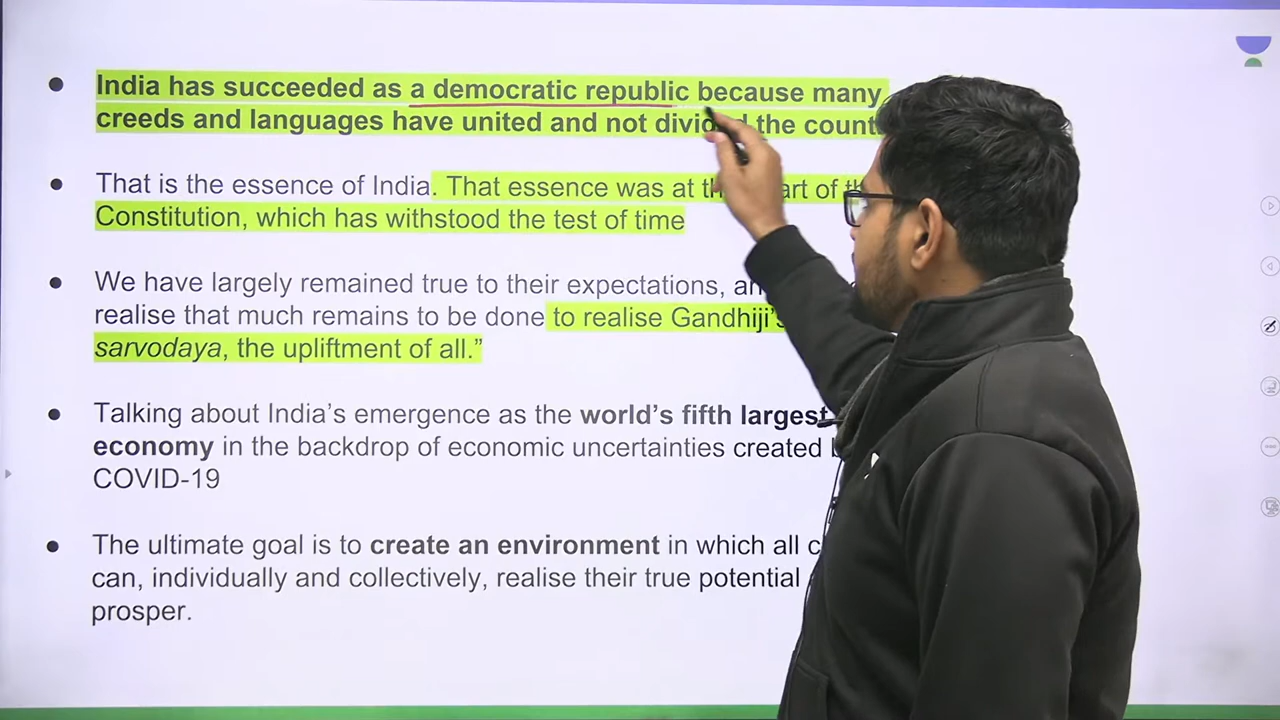 India has succeeded as a democratic republic because many
creeds and languages have united and not the
That is the essence of India. That essence was at of
Constitution, which has withstood the test of time
We have largely remained true to their expectations,
realise that much remains to be done to realise Gandhiji's
sarvodaya, the upliftment of all.”
Talking about India’s emergence as the world’s fifth largest
economy in the backdrop of economic uncertainties created
COVID-19
The ultimate goal is to create an environment in which all
can, individually and collectively, realise their true potential
prosper.